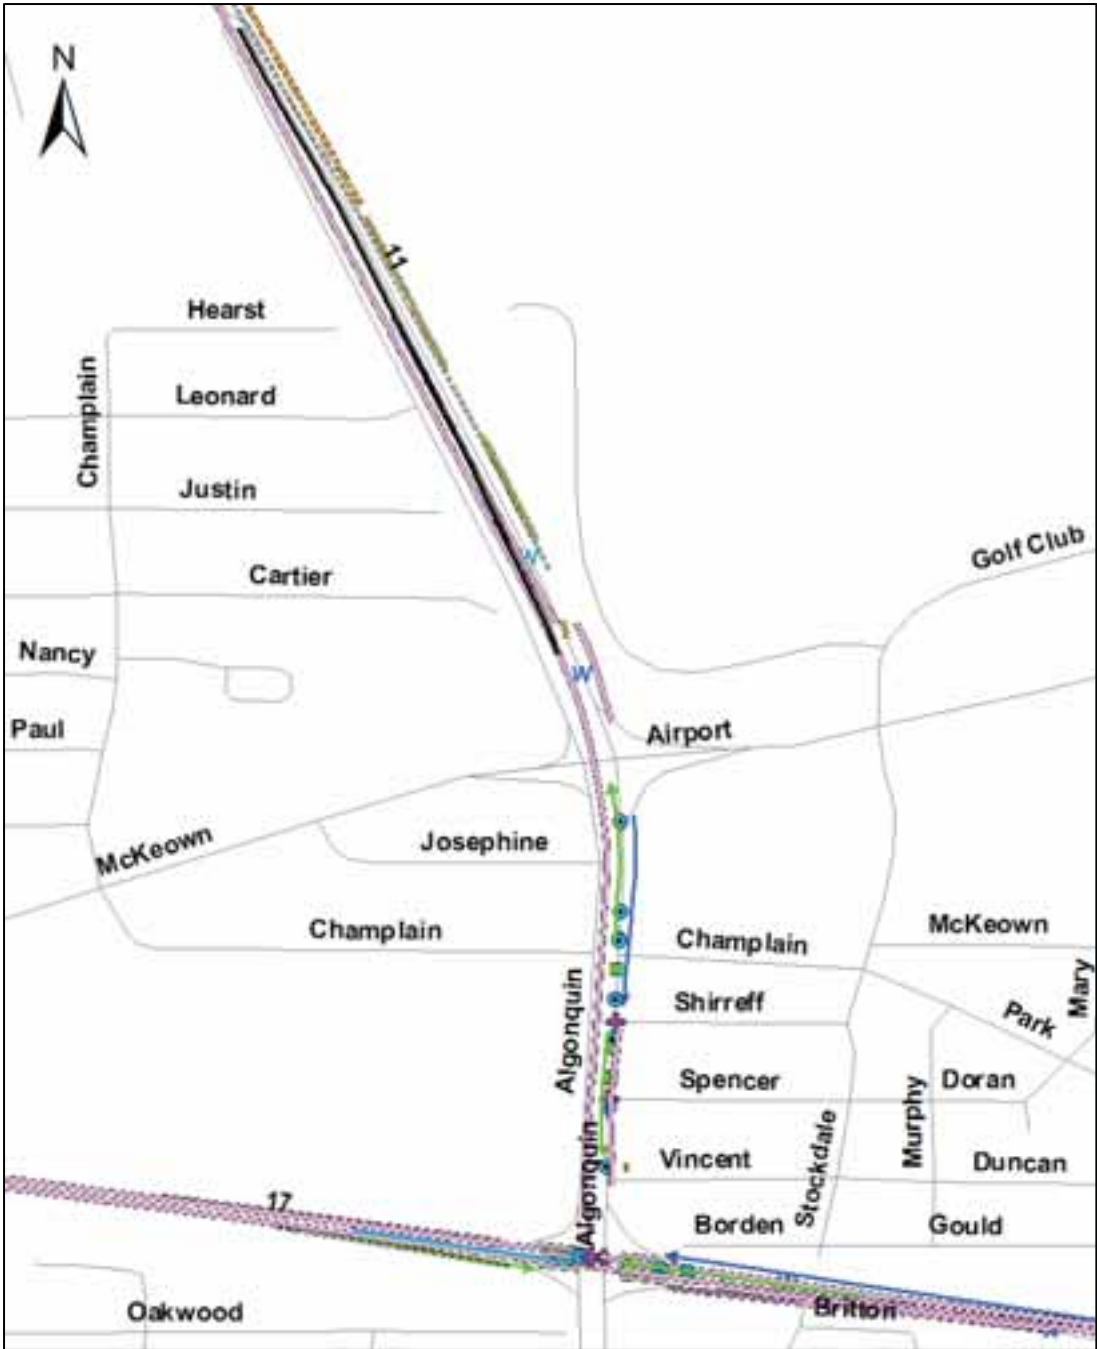 N
11
Hearst
Champlain
Leonard
Justin
Golf Club
Cartier
W
Nancy
W
Paul
Airport
McKeown
Josephine
Champlain
Champlain
McKeown
Mary
Algonquin
Shirreff
Park
Spencer
Doran
Murphy
Stockdale
Algonquin
Vincent
Duncan
17
Borden
Gould
Oakwood
Britton